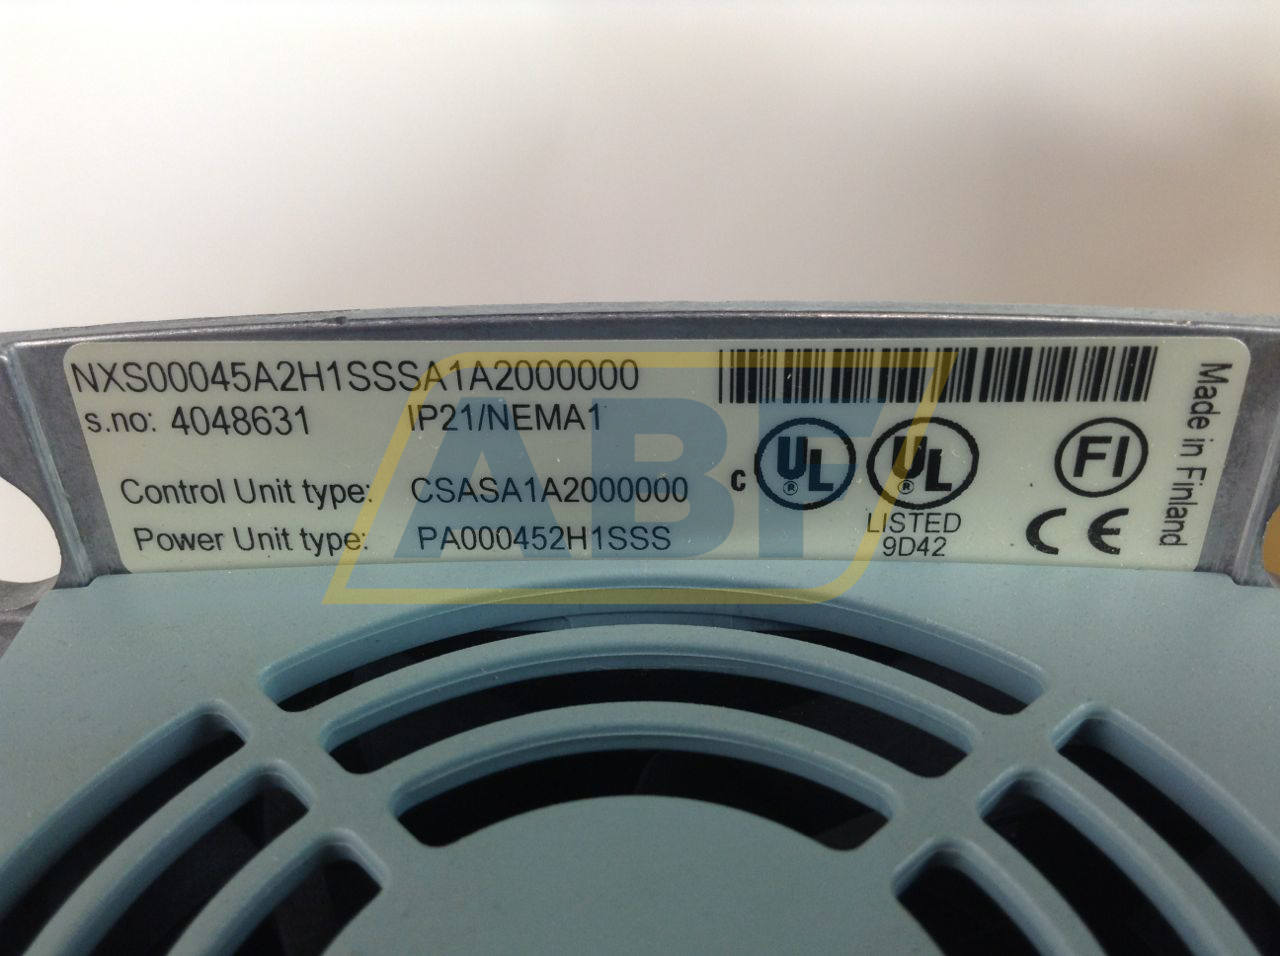 NXS00045A2H1SSSA1A2000000
s.no: 4048631 IP21/NEMA1
Control Unit type: CSASA1A2000000
Power Unit type: PA000452H1SSS
ABF
c UL ® UL ®
LISTED
9D42
FI
CE
Made in Finland